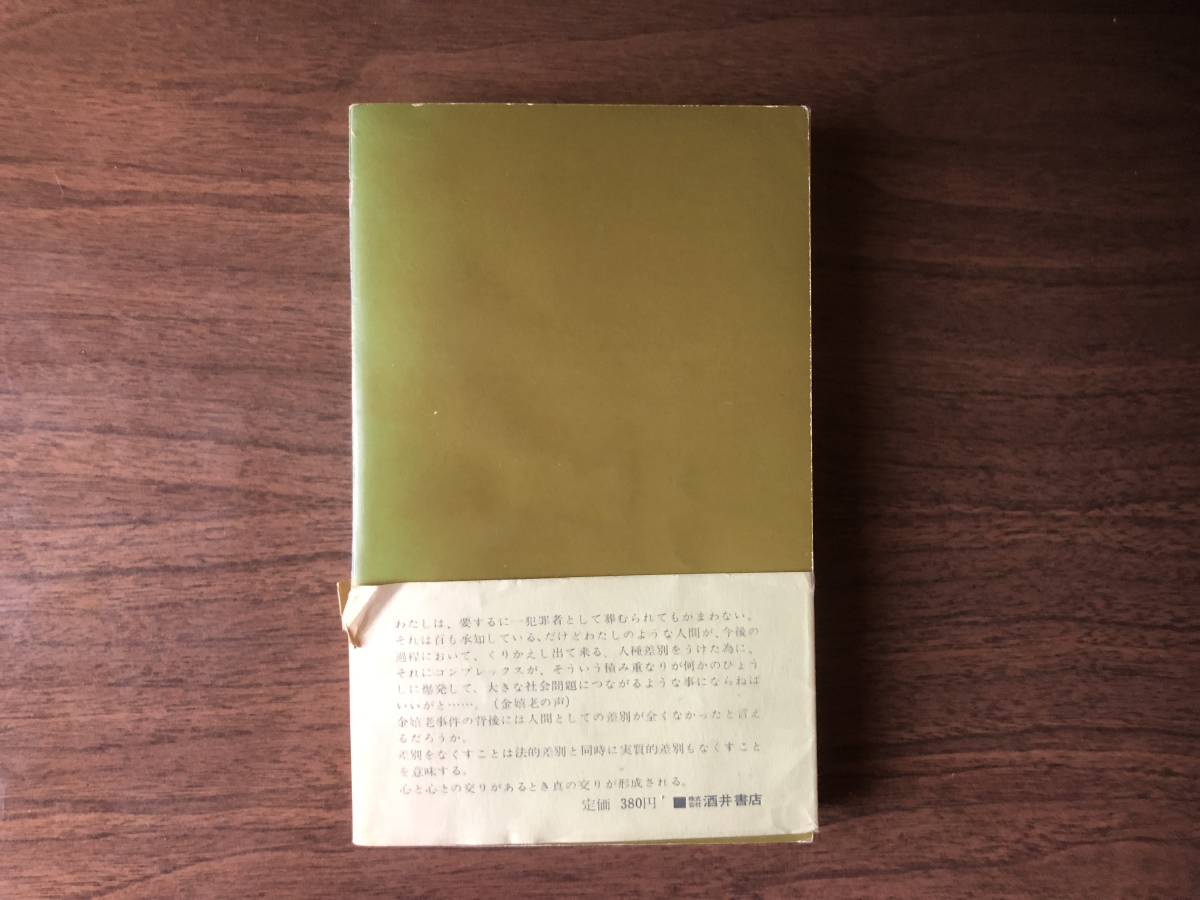 わたしは、要するに一犯罪者として葬むられてもかまわない。
それは百も承知している、だけどわたしのような人間が、今後の
過程において、くりかえし出て来る、人種差別をうけた為に、
それにコンプレックスが、そういう積み重なりが何かのひょう
しに爆発して、大きな社会問題につながるような事にならねば
いいがと……。(金嬉老の声)
金嬉老事件の背後には人間としての差別が全くなかったと言え
るだろうか。
差別をなくすことは法的差別と同時に実質的差別もなくすこと
を意味する。
心と心との交りがあるとき真の交りが形成される。
定価 380円 株式会社 酒井書店